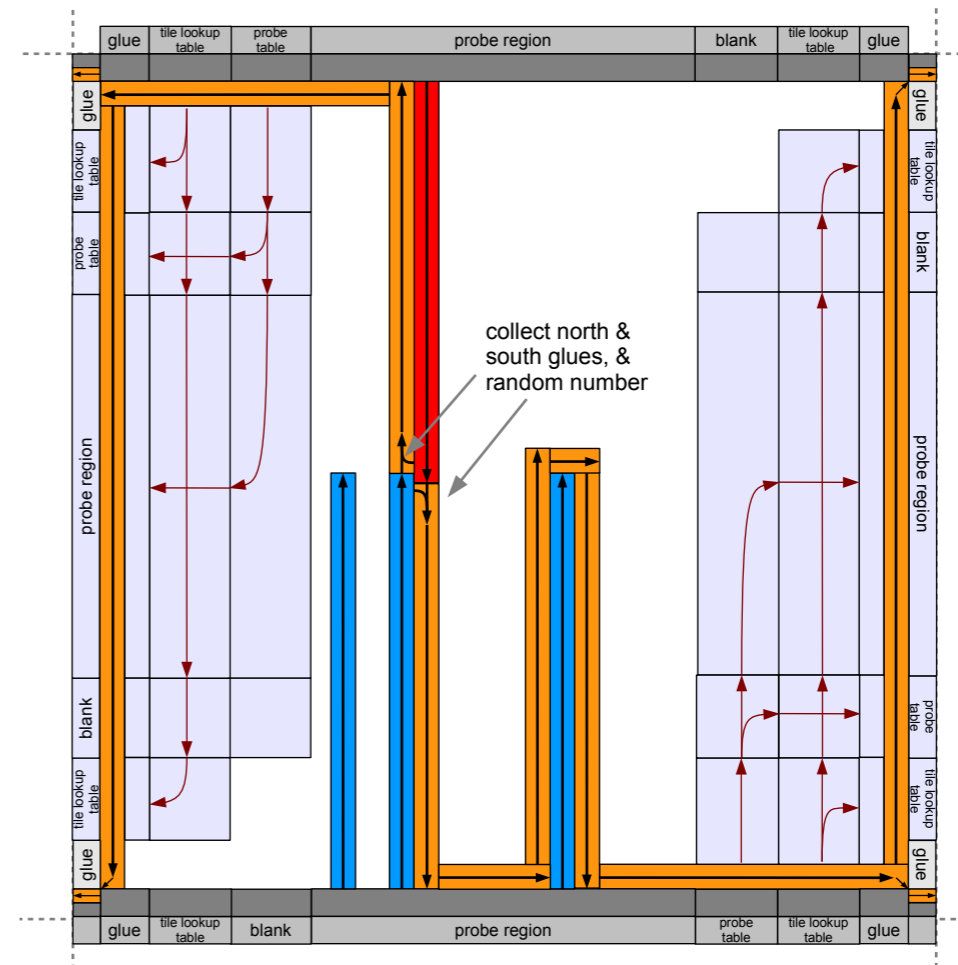 glue
tile lookup
table
probe
table
probe region
blank
tile lookup
table
glue
glue
tile lookup
table
probe
table
probe region
blank
tile lookup
table
glue
collect north &
south glues, &
random number
glue
tile lookup
table
blank
probe region
probe
table
tile lookup
table
glue
glue
tile lookup
table
blank
probe region
probe
table
tile lookup
table
glue